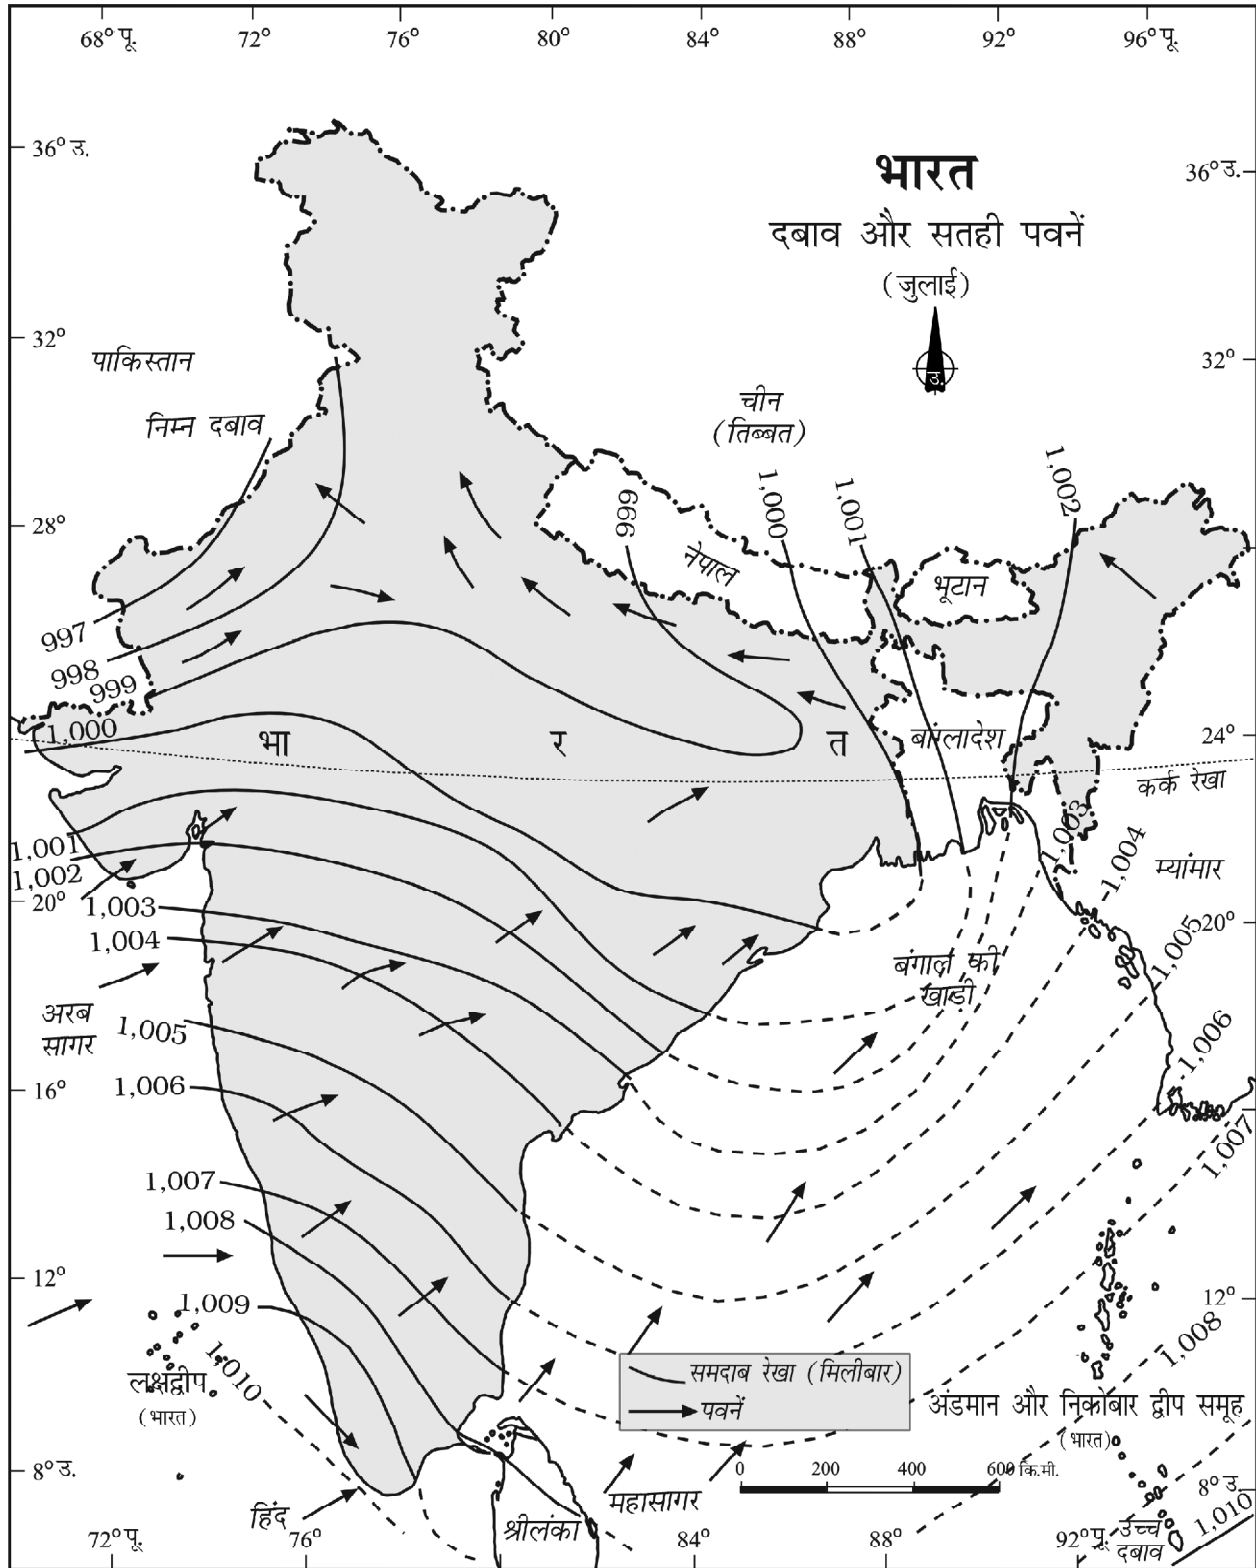 68° पू.
72°
76°
80°
84°
88°
92°
96° पू.
36° उ.
भारत
36° उ.
दबाव और सतही पवनें
(जुलाई)
उ.
32°
पाकिस्तान
32°
निम्न दबाव
चीन
(तिब्बत)
1,000
1,001
1,002
999
28°
नेपाल
भूटान
997
998
999
1,000
भा
र
त
बांग्लादेश
24°
कर्क रेखा
1,001
1,002
20°
1,003
1,004
1,003
1,004
म्यांमार
1,005
20°
अरब
सागर
बंगाल की
खाड़ी
1,005
1,006
16°
1,006
1,007
1,007
1,008
12°
12°
1,009
1,010
1,008
लक्षद्वीप
(भारत)
समदाब रेखा (मिलीबार)
पवनें
अंडमान और निकोबार द्वीप समूह
(भारत)
8° उ.
0 200 400 600 कि.मी.
8° उ.
हिंद
महासागर
श्रीलंका
उच्च
दबाव
1,010
72° पू.
76°
84°
88°
92° पू.